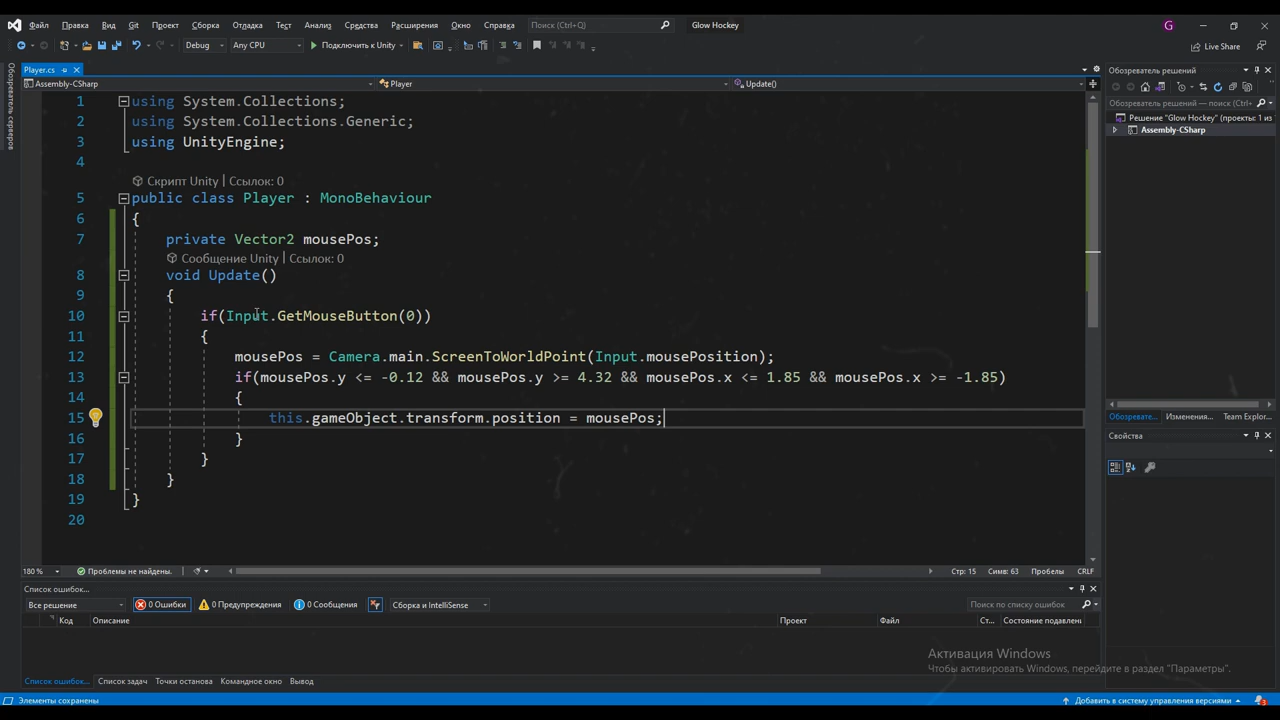 Файл Правка Вид Git Проект Сборка Отладка Тест Анализ Средства Расширения Окно Справка Поиск (Ctrl+Q) Glow Hockey G
Debug Any CPU Подключить к Unity Live Share
Player.cs
Обозреватель серверов
Assembly-CSharp Player Update()
1 using System.Collections;
2 using System.Collections.Generic;
3 using UnityEngine;
4
Скрипт Unity | Ссылок: 0
5 public class Player : MonoBehaviour
6 {
7 private Vector2 mousePos;
Сообщение Unity | Ссылок: 0
8 void Update()
9 {
10 if(Input.GetMouseButton(0))
11 {
12 mousePos = Camera.main.ScreenToWorldPoint(Input.mousePosition);
13 if(mousePos.y <= -0.12 && mousePos.y >= 4.32 && mousePos.x <= 1.85 && mousePos.x >= -1.85)
14 {
15 this.gameObject.transform.position = mousePos;
16 }
17 }
18 }
19 }
20
180 % Проблемы не найдены. Стр: 15 Симв: 63 Пробелы CRLF
Обозреватель решений
Обозреватель решений — поиск (Ctrl+
Решение "Glow Hockey" (проекты: 1 из
Assembly-CSharp
Обозревате... Изменения... Team Explor...
Свойства
Список ошибок...
Все решение 0 Ошибки 0 Предупреждения 0 Сообщения Сборка и IntelliSense Поиск по списку ошибок
Код Описание Проект Файл Ст... Состояние подавлен
Активация Windows
Чтобы активировать Windows, перейдите в раздел "Параметры".
Список ошибок... Список задач Точки останова Командное окно Вывод
Элементы сохранены Добавить в систему управления версиями 3